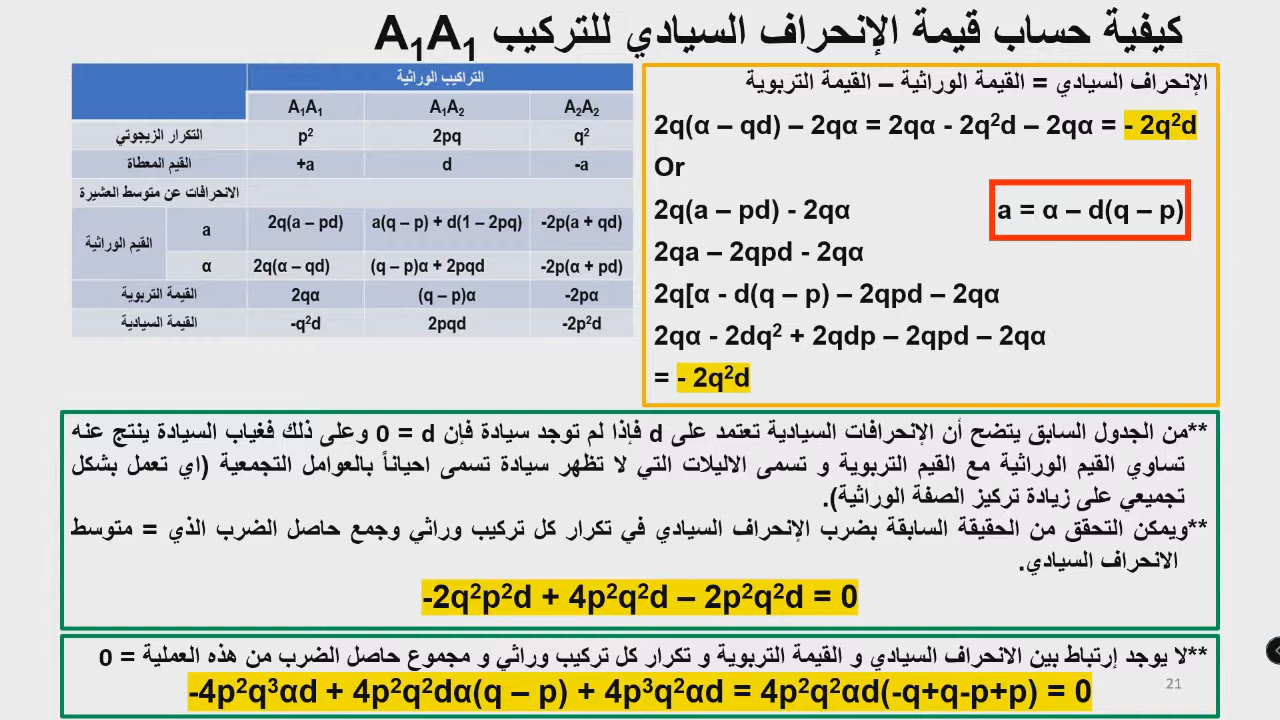 كيفية حساب قيمة الإنحراف السيادي للتركيب A₁A₁
التراكيب الوراثية
A₁A₁ A₁A₂ A₂A₂
التكرار الزيجوتي p² 2pq q²
القيم المعطاة +a d -a
الانحرافات عن متوسط العشيرة
القيم الوراثية
a 2q(a – pd) a(q – p) + d(1 – 2pq) -2p(a + qd)
α 2q(α – qd) (q – p)α + 2pqd -2p(α + pd)
القيمة التربوية 2qα (q – p)α -2pα
القيمة السيادية -q²d 2pqd -2p²d
الإنحراف السيادي = القيمة الوراثية – القيمة التربوية
2q(α – qd) – 2qα = 2qα - 2q²d – 2qα = - 2q²d
Or
2q(a – pd) - 2qα
a = α – d(q – p)
2qa – 2qpd - 2qα
2q[α - d(q – p) – 2qpd – 2qα
2qα - 2dq² + 2qdp – 2qpd – 2qα
= - 2q²d
**من الجدول السابق يتضح أن الإنحرافات السيادية تعتمد على d فإذا لم توجد سيادة فإن d = 0 وعلى ذلك فغياب السيادة ينتج عنه
تساوي القيم الوراثية مع القيم التربوية و تسمى الاليلات التي لا تظهر سيادة تسمى احياناً بالعوامل التجمعية (اي تعمل بشكل
تجميعي على زيادة تركيز الصفة الوراثية).
**ويمكن التحقق من الحقيقة السابقة بضرب الإنحراف السيادي في تكرار كل تركيب وراثي وجمع حاصل الضرب الذي = متوسط
الانحراف السيادي.
-2q²p²d + 4p²q²d – 2p²q²d = 0
**لا يوجد إرتباط بين الانحراف السيادي و القيمة التربوية و تكرار كل تركيب وراثي و مجموع حاصل الضرب من هذه العملية = 0
-4p²q³αd + 4p²q²dα(q – p) + 4p³q²αd = 4p²q²αd(-q+q-p+p) = 0
21